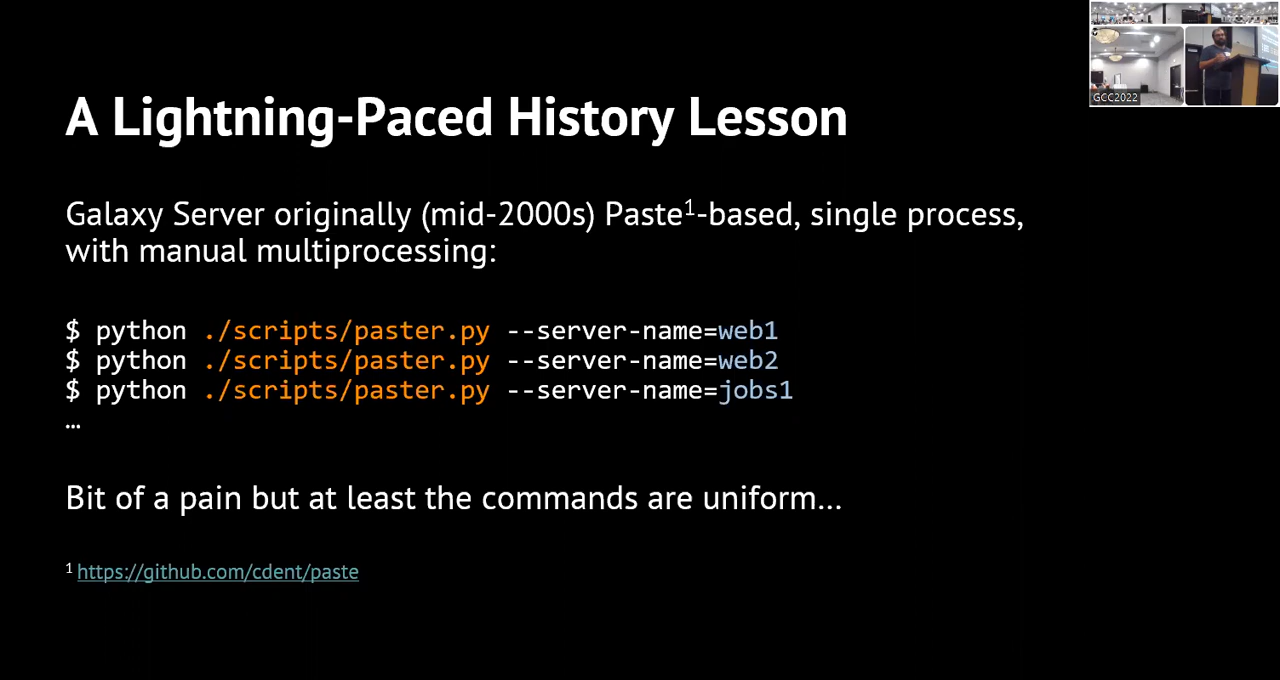 GCC2022
A Lightning-Paced History Lesson
Galaxy Server originally (mid-2000s) Paste¹-based, single process,
with manual multiprocessing:
$ python ./scripts/paster.py --server-name=web1
$ python ./scripts/paster.py --server-name=web2
$ python ./scripts/paster.py --server-name=jobs1
…
Bit of a pain but at least the commands are uniform…
¹ https://github.com/cdent/paste